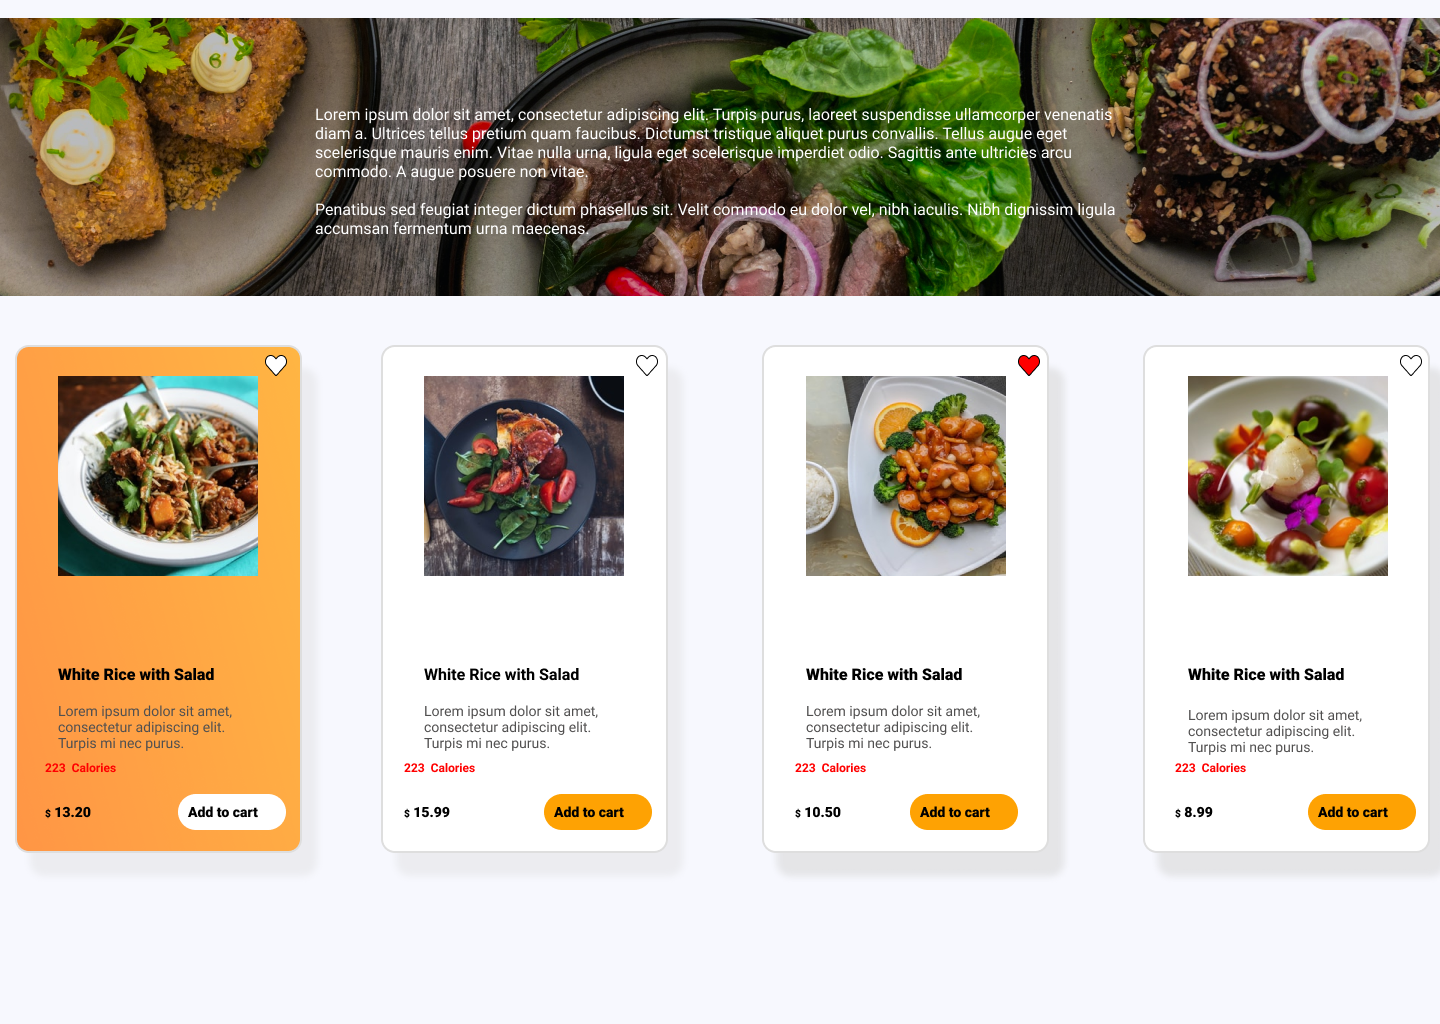 Lorem ipsum dolor sit amet, consectetur adipiscing elit. Turpis purus, laoreet suspendisse ullamcorper venenatis
diam a. Ultrices tellus pretium quam faucibus. Dictumst tristique aliquet purus convallis. Tellus augue eget
scelerisque mauris enim. Vitae nulla urna, ligula eget scelerisque imperdiet odio. Sagittis ante ultricies arcu
commodo. A augue posuere non vitae.
Penatibus sed feugiat integer dictum phasellus sit. Velit commodo eu dolor vel, nibh iaculis. Nibh dignissim ligula
accumsan fermentum urna maecenas.
White Rice with Salad
Lorem ipsum dolor sit amet,
consectetur adipiscing elit.
Turpis mi nec purus.
223 Calories
$ 13.20
Add to cart
White Rice with Salad
Lorem ipsum dolor sit amet,
consectetur adipiscing elit.
Turpis mi nec purus.
223 Calories
$ 15.99
Add to cart
White Rice with Salad
Lorem ipsum dolor sit amet,
consectetur adipiscing elit.
Turpis mi nec purus.
223 Calories
$ 10.50
Add to cart
White Rice with Salad
Lorem ipsum dolor sit amet,
consectetur adipiscing elit.
Turpis mi nec purus.
223 Calories
$ 8.99
Add to cart